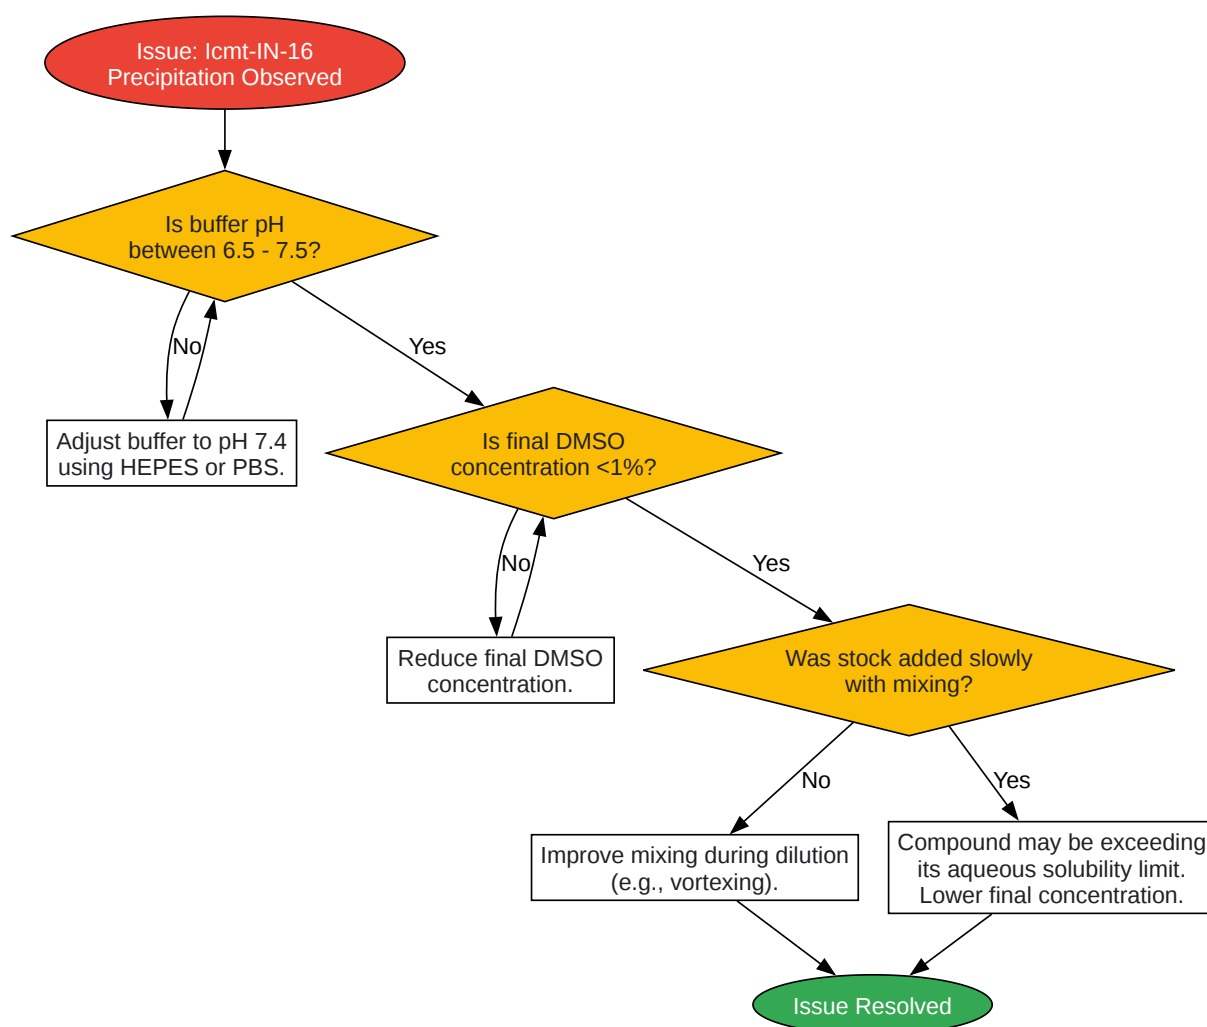 Issue: Icmt-IN-16
Precipitation Observed
Is buffer pH
between 6.5 - 7.5?
No
Yes
Adjust buffer to pH 7.4
using HEPES or PBS.
Is final DMSO
concentration <1%?
No
Yes
Reduce final DMSO
concentration.
Was stock added slowly
with mixing?
No
Yes
Improve mixing during dilution
(e.g., vortexing).
Compound may be exceeding
its aqueous solubility limit.
Lower final concentration.
Issue Resolved